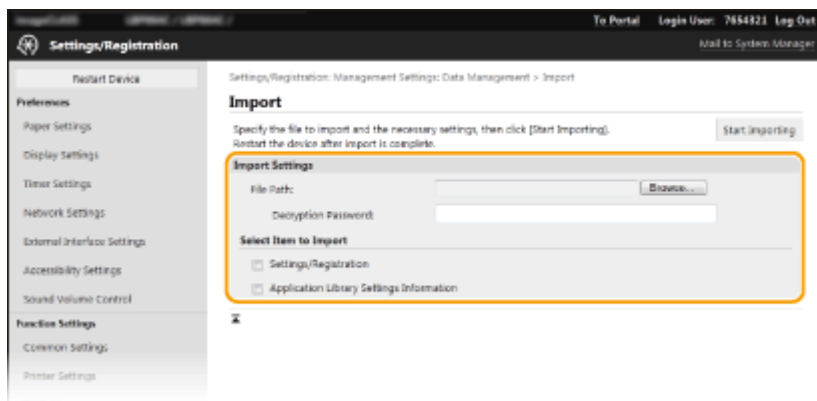 To Portal Login User: 7654321 Log Out
Settings/Registration
Mail to System Manager
Restart Device
Preferences
Paper Settings
Display Settings
Timer Settings
Network Settings
External Interface Settings
Accessibility Settings
Sound Volume Control
Function Settings
Common Settings
Printer Settings
Settings/Registration: Management Settings: Data Management > Import
Import
Specify the file to import and the necessary settings, then click [Start Importing].
Restart the device after import is complete.
Start Importing
Import Settings
File Path:
Browse...
Decryption Password:
Select Item to Import
Settings/Registration
Application Library Settings Information